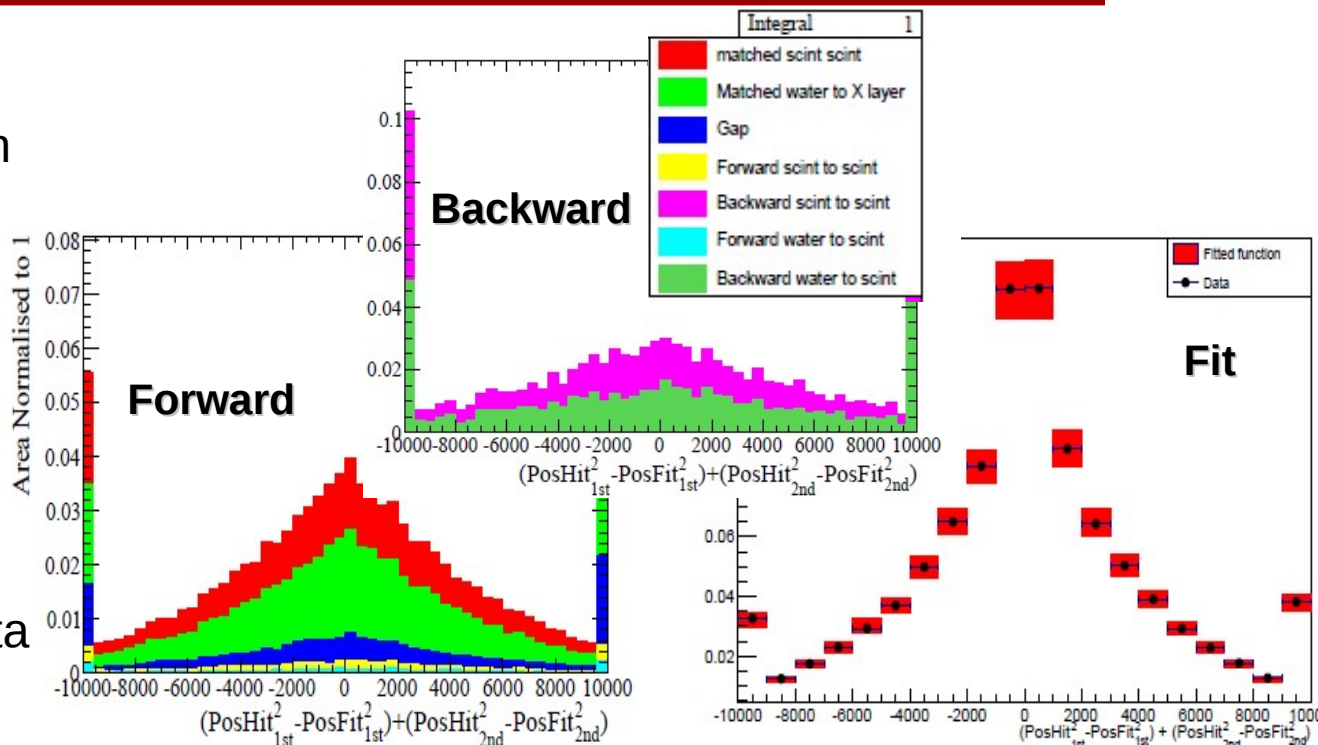 Integral 1
matched scint scint
Matched water to X layer
Gap
Forward scint to scint
Backward scint to scint
Forward water to scint
Backward water to scint
Backward
0.1
0.08
0.06
0.04
0.02
0
-10000 -8000 -6000 -4000 -2000 0 2000 4000 6000 8000 10000
(PosHit²1st-PosFit²1st)+(PosHit²2nd-PosFit²2nd)
Area Normalised to 1
Forward
0.08
0.07
0.06
0.05
0.04
0.03
0.02
0.01
0
-10000 -8000 -6000 -4000 -2000 0 2000 4000 6000 8000 10000
(PosHit²1st-PosFit²1st)+(PosHit²2nd-PosFit²2nd)
Fitted function
Data
Fit
0.06
0.04
0.02
-10000 -8000 -6000 -4000 -2000 0 2000 4000 6000 8000 1000
(PosHit²1st-PosFit²1st) + (PosHit²2nd-PosFit²2nd)